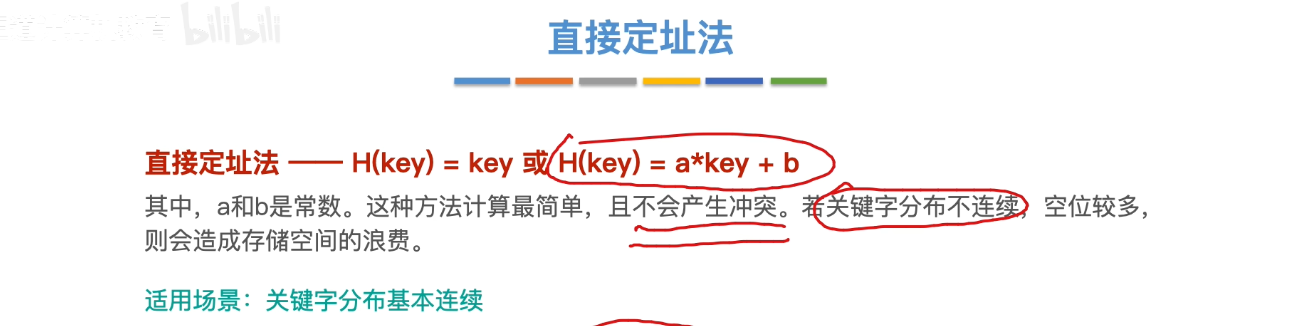 bilibili
直接定址法
直接定址法 —— H(key) = key 或 H(key) = a*key + b
其中，a和b是常数。这种方法计算最简单，且不会产生冲突。若关键字分布不连续，空位较多，
则会造成存储空间的浪费。
适用场景：关键字分布基本连续